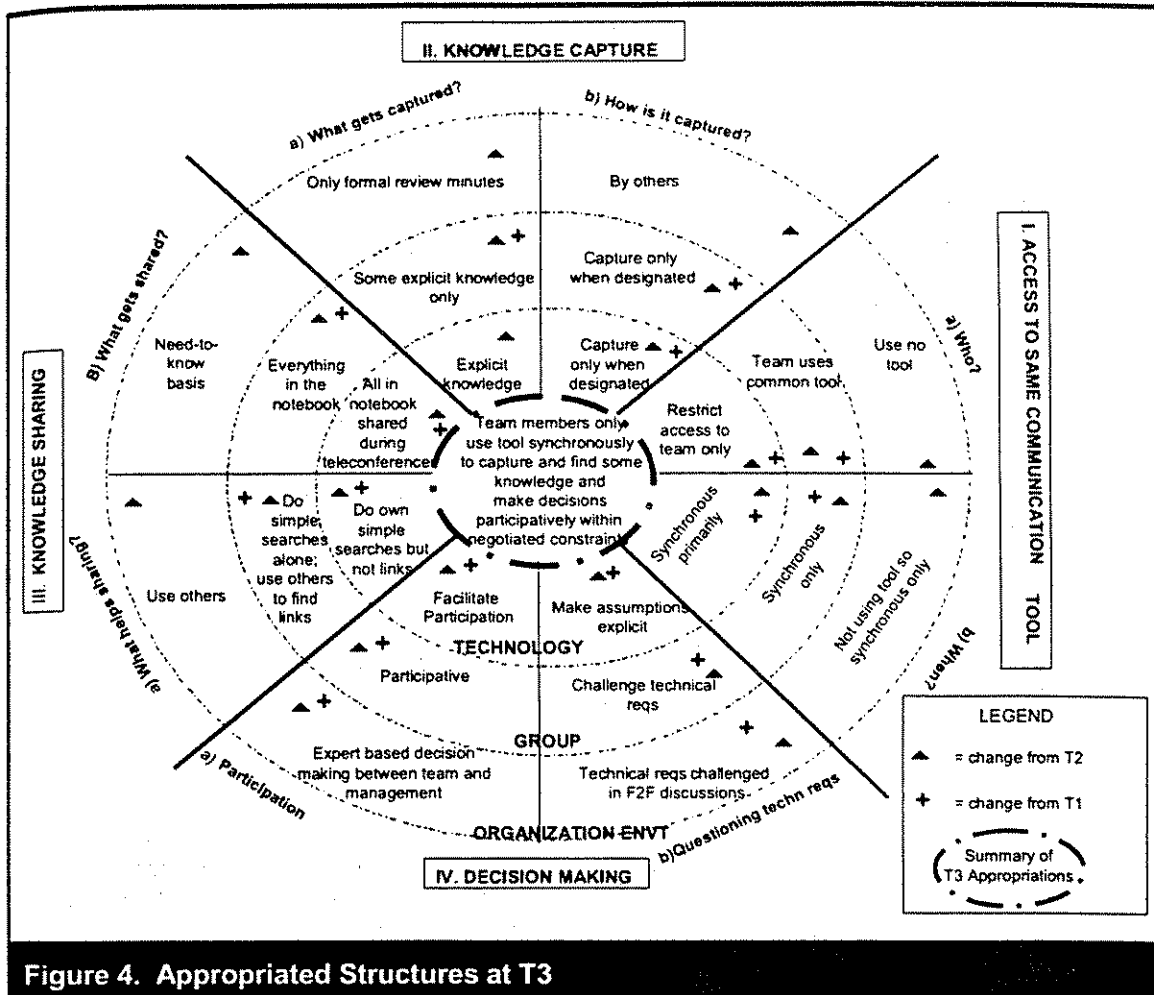 II. KNOWLEDGE CAPTURE
a) What gets captured?
b) How is it captured?
Only formal review minutes
By others
Some explicit knowledge
only
Capture only
when designated
Explicit
knowledge
Capture
only when
designated
I. ACCESS TO SAME COMMUNICATION TOOL
a) Who?
Use no
tool
Team uses
common tool
Restrict
access to
team only
B) What gets shared?
Need-to-
know
basis
Everything
in the
notebook
All in
notebook
shared
during
teleconference
III. KNOWLEDGE SHARING
Team members only
use tool synchronously
to capture and find some
knowledge and
make decisions
participatively within
negotiated constraints
Synchronous
primarily
Synchronous
only
Not using tool so
synchronous only
b) When?
a) What helps sharing?
Use others
Do
simple
searches
alone;
use others
to find
links
Do own
simple
searches but
not links
Facilitate
Participation
Make assumptions
explicit
TECHNOLOGY
Participative
Challenge technical
reqs
GROUP
Expert based decision
making between team and
management
Technical reqs challenged
in F2F discussions
a) Participation
b)Questioning techn reqs
ORGANIZATION ENVT
IV. DECISION MAKING
LEGEND
= change from T2
+ = change from T1
Summary of
T3 Appropriations
Figure 4. Appropriated Structures at T3